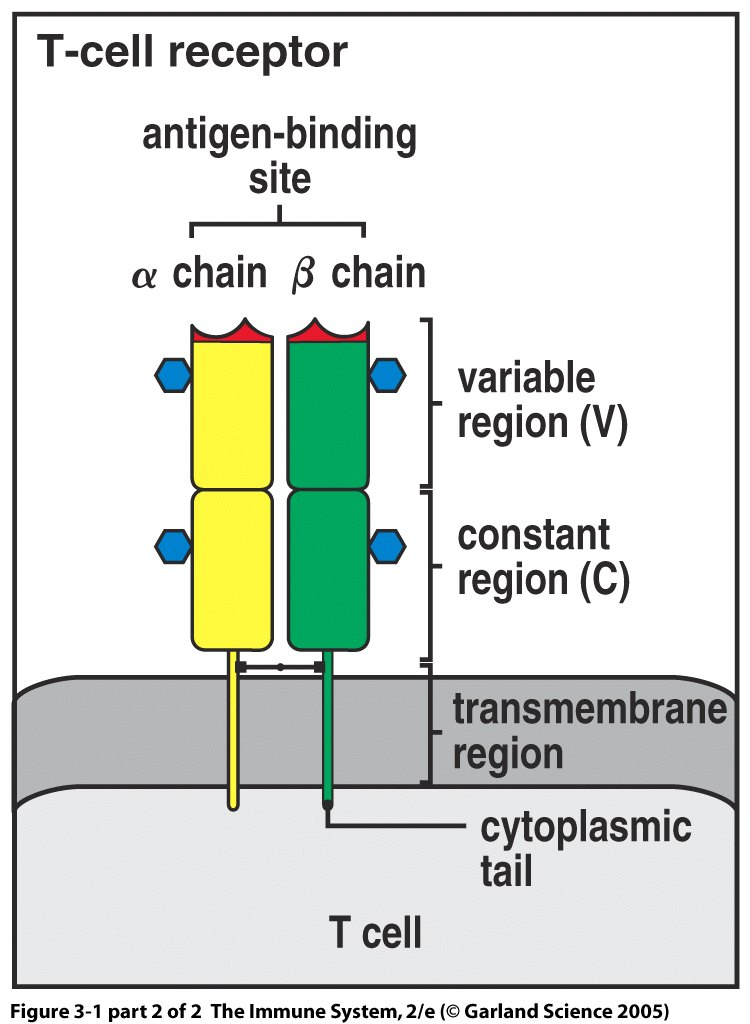 T-cell receptor
antigen-binding
site
α chain β chain
variable
region (V)
constant
region (C)
transmembrane
region
cytoplasmic
tail
T cell
Figure 3-1 part 2 of 2 The Immune System, 2/e (© Garland Science 2005)